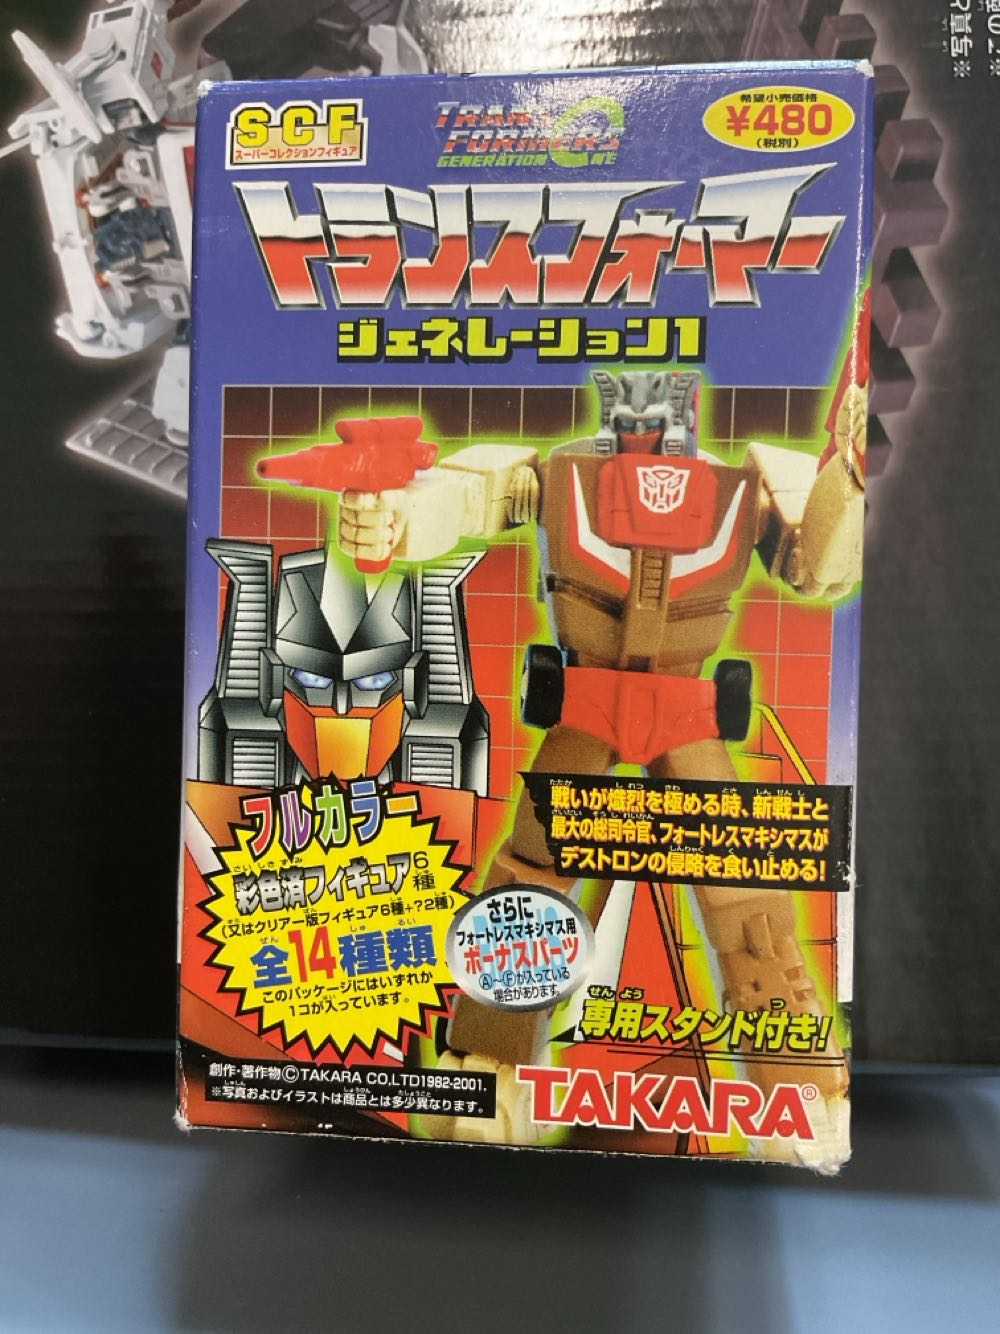 SCF
スーパーコレクションフィギュア
TRANSFORMERS
GENERATION ONE
希望小売価格
¥480
(税別)
トランスフォーマー
ジェネレーション1
戦いが熾烈を極める時、新戦士と
最大の総司令官、フォートレスマキシマスが
デストロンの侵略を食い止める!
フルカラー
彩色済フィギュア6種
(又はクリアー版フィギュア6種+?2種)
全14種類
このパッケージにはいずれか
1コが入っています。
さらに
フォートレスマキシマス用
ボーナスパーツ
Ⓐ〜Ⓕが入っている
場合があります。
専用スタンド付き!
創作・著作物©TAKARA CO.,LTD1982-2001.
※写真およびイラストは商品とは多少異なります。
TAKARA®